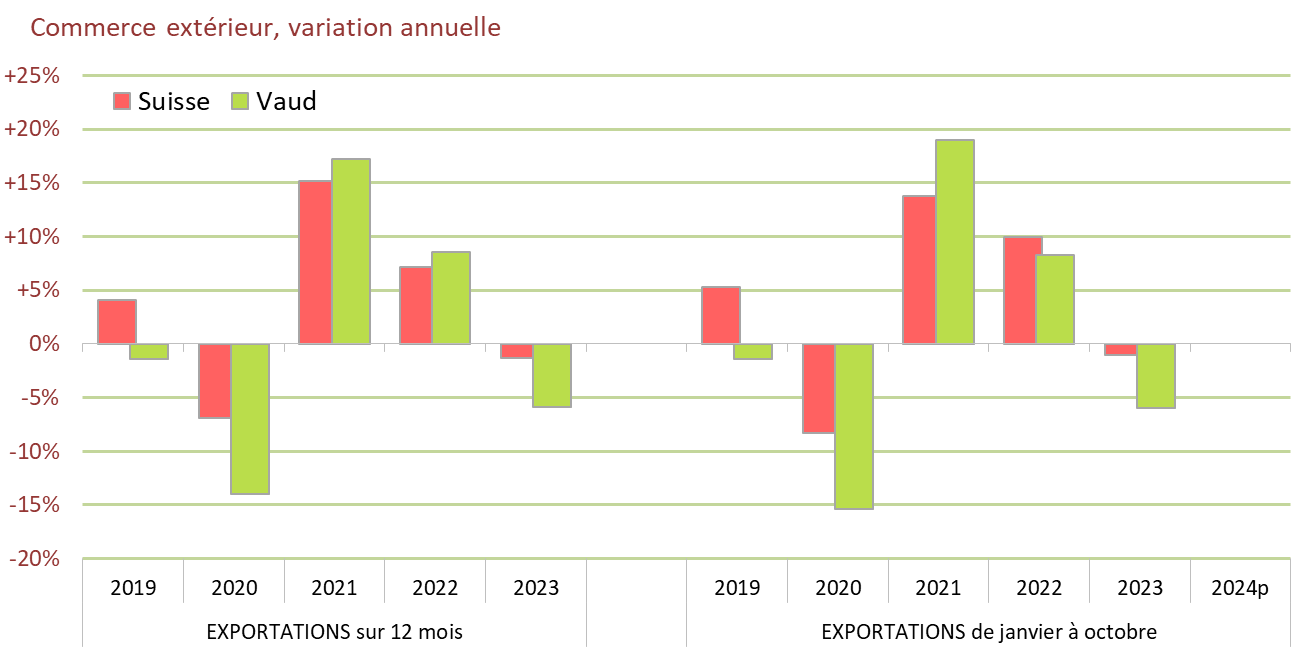 Commerce extérieur, variation annuelle
+25%
Suisse Vaud
+20%
+15%
+10%
+5%
0%
-5%
-10%
-15%
-20%
2019 2020 2021 2022 2023 2019 2020 2021 2022 2023 2024p
EXPORTATIONS sur 12 mois EXPORTATIONS de janvier à octobre